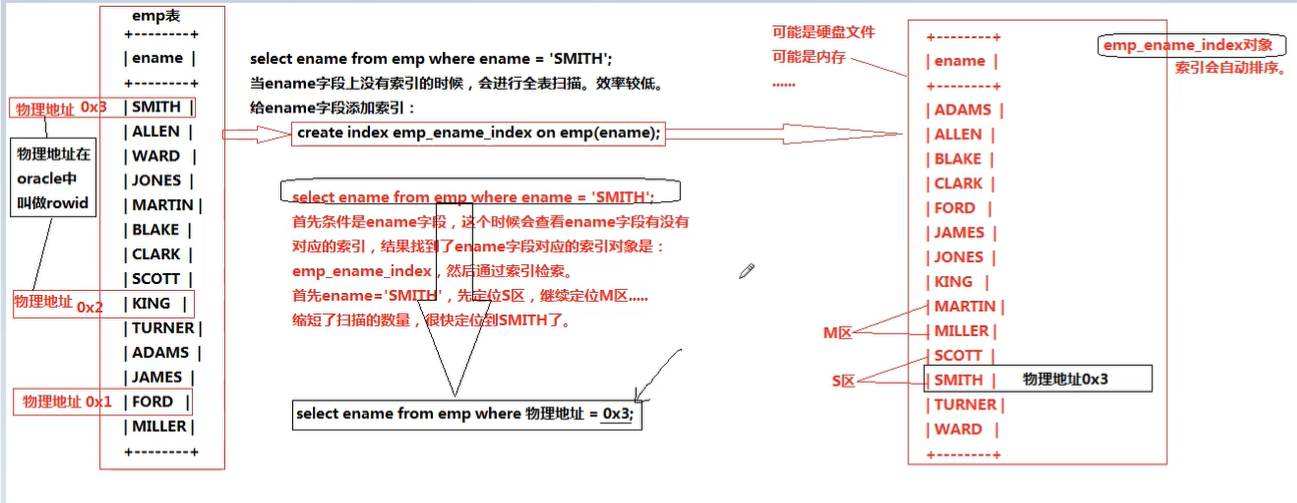 emp表
+--------+
| ename |
+--------+
| SMITH |
| ALLEN |
| WARD |
| JONES |
| MARTIN |
| BLAKE |
| CLARK |
| SCOTT |
| KING |
| TURNER |
| ADAMS |
| JAMES |
| FORD |
| MILLER |
+--------+
物理地址 0x3
物理地址在
oracle中
叫做rowid
物理地址 0x2
物理地址 0x1
select ename from emp where ename = 'SMITH';
当ename字段上没有索引的时候，会进行全表扫描。效率较低。
给ename字段添加索引：
create index emp_ename_index on emp(ename);
select ename from emp where ename = 'SMITH';
首先条件是ename字段，这个时候会查看ename字段有没有
对应的索引，结果找到了ename字段对应的索引对象是：
emp_ename_index，然后通过索引检索。
首先ename='SMITH'，先定位S区，继续定位M区.....
缩短了扫描的数量，很快定位到SMITH了。
select ename from emp where 物理地址 = 0x3;
可能是硬盘文件
可能是内存
......
+--------+
| ename |
+--------+
| ADAMS |
| ALLEN |
| BLAKE |
| CLARK |
| FORD |
| JAMES |
| JONES |
| KING |
| MARTIN |
| MILLER |
| SCOTT |
| SMITH | 物理地址0x3
| TURNER |
| WARD |
+--------+
M区
S区
emp_ename_index对象
索引会自动排序。